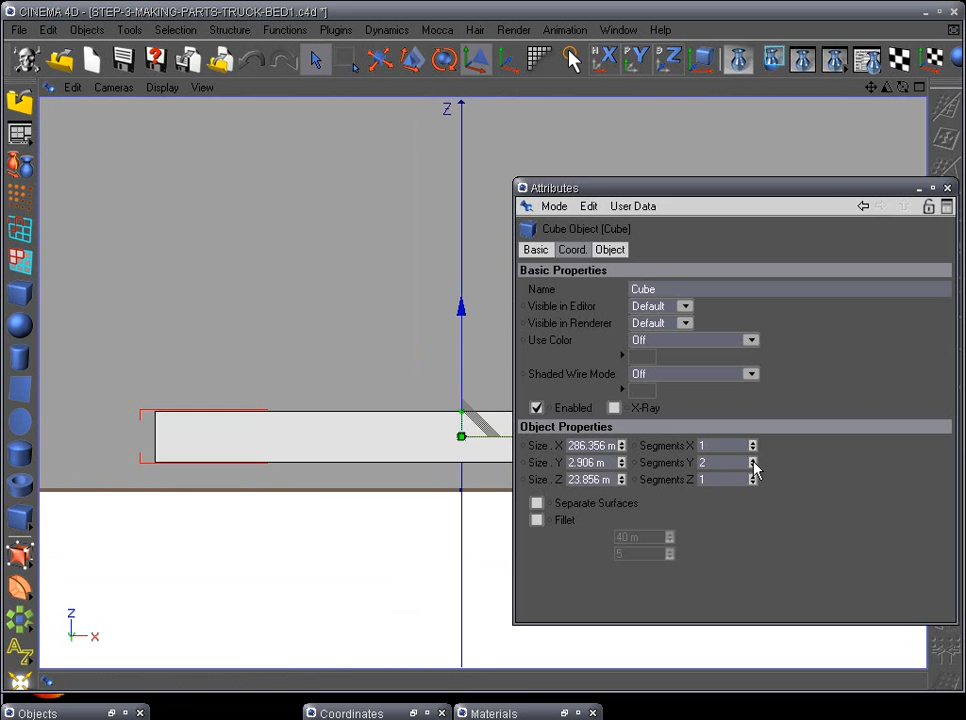 CINEMA 4D - [STEP-3-MAKING-PARTS-TRUCK-BED1.c4d *]
File Edit Objects Tools Selection Structure Functions Plugins Dynamics Mocca Hair Render Animation Window Help
X Y Z
Edit Cameras Display View
Z
Attributes
Mode Edit User Data
Cube Object [Cube]
Basic Coord. Object
Basic Properties
Name Cube
Visible in Editor Default
Visible in Renderer Default
Use Color Off
Shaded Wire Mode Off
Enabled X-Ray
Object Properties
Size . X 286.356 m Segments X 1
Size . Y 2.906 m Segments Y 2
Size . Z 23.856 m Segments Z 1
Separate Surfaces
Fillet
40 m
5
Z
Y X
Objects Coordinates Materials